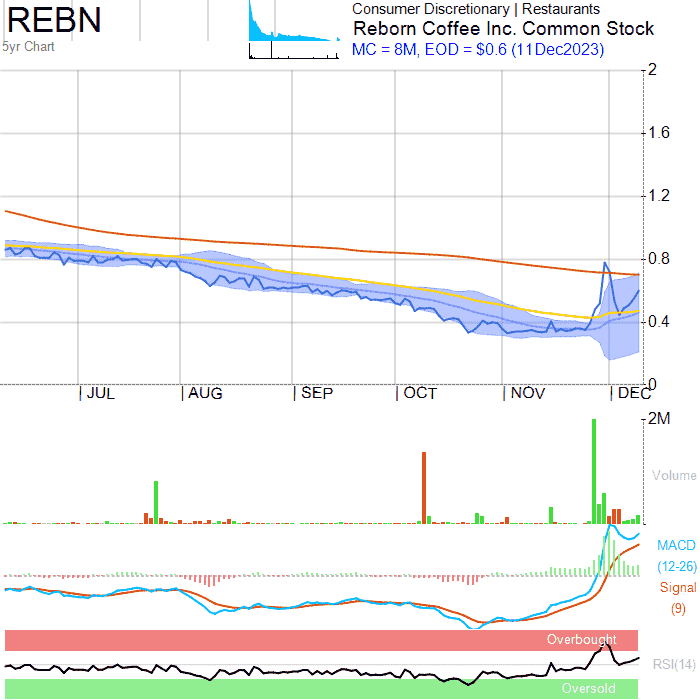 REBN
5yr Chart
Consumer Discretionary | Restaurants
Reborn Coffee Inc. Common Stock
MC = 8M, EOD = $0.6 (11Dec2023)
2
1.6
1.2
0.8
0.4
0
JUL AUG SEP OCT NOV DEC
2M
Volume
MACD
(12-26)
Signal
(9)
Overbought
RSI(14)
Oversold